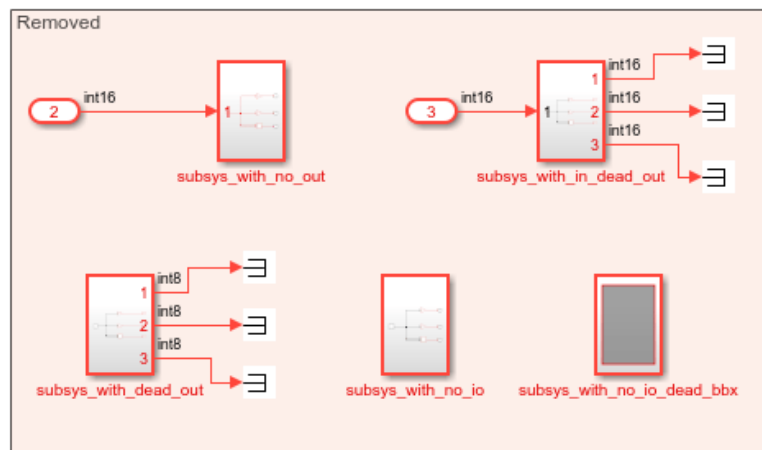 Removed
2
int16
1
subsys_with_no_out
3
int16
1
1
int16
2
int16
3
int16
subsys_with_in_dead_out
1
int8
2
int8
3
int8
subsys_with_dead_out
subsys_with_no_io
subsys_with_no_io_dead_bbx